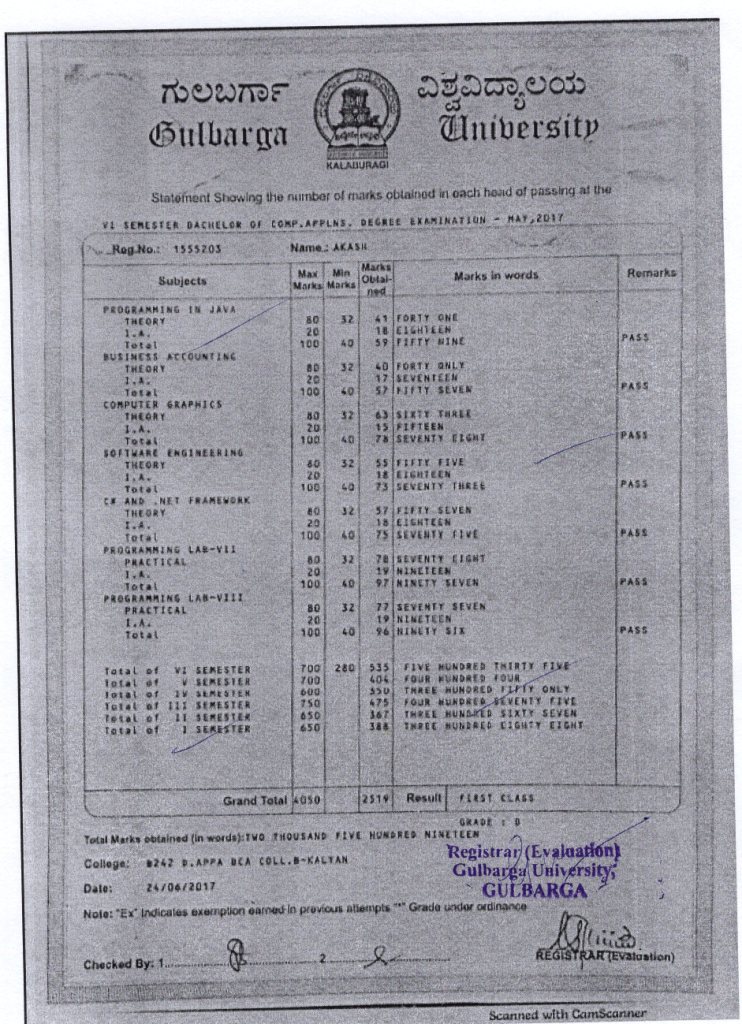 ಗುಲಬರ್ಗಾ ವಿಶ್ವವಿದ್ಯಾಲಯ
Gulbarga University
KALABURAGI
Statement Showing the number of marks obtained in each head of passing at the
VI SEMESTER BACHELOR OF COMP.APPLNS. DEGREE EXAMINATION - MAY,2017
Reg.No.: 1555203 Name.: AKASH
Subjects Max Marks Min Marks Marks Obtai-ned Marks in words Remarks
PROGRAMMING IN JAVA
THEORY 80 32 41 FORTY ONE
I.A. 20 18 EIGHTEEN
Total 100 40 59 FIFTY NINE PASS
BUSINESS ACCOUNTING
THEORY 80 32 40 FORTY ONLY
I.A. 20 17 SEVENTEEN
Total 100 40 57 FIFTY SEVEN PASS
COMPUTER GRAPHICS
THEORY 80 32 63 SIXTY THREE
I.A. 20 15 FIFTEEN
Total 100 40 78 SEVENTY EIGHT PASS
SOFTWARE ENGINEERING
THEORY 80 32 55 FIFTY FIVE
I.A. 20 18 EIGHTEEN
Total 100 40 73 SEVENTY THREE PASS
C# AND .NET FRAMEWORK
THEORY 80 32 57 FIFTY SEVEN
I.A. 20 18 EIGHTEEN
Total 100 40 75 SEVENTY FIVE PASS
PROGRAMMING LAB-VII
PRACTICAL 80 32 78 SEVENTY EIGHT
I.A. 20 19 NINETEEN
Total 100 40 97 NINETY SEVEN PASS
PROGRAMMING LAB-VIII
PRACTICAL 80 32 77 SEVENTY SEVEN
I.A. 20 19 NINETEEN
Total 100 40 96 NINETY SIX PASS
Total of VI SEMESTER 700 280 535 FIVE HUNDRED THIRTY FIVE
Total of V SEMESTER 700 404 FOUR HUNDRED FOUR
Total of IV SEMESTER 600 350 THREE HUNDRED FIFTY ONLY
Total of III SEMESTER 750 475 FOUR HUNDRED SEVENTY FIVE
Total of II SEMESTER 650 367 THREE HUNDRED SIXTY SEVEN
Total of I SEMESTER 650 388 THREE HUNDRED EIGHTY EIGHT
Grand Total 4050 2519 Result FIRST CLASS
GRADE : D
Total Marks obtained (in words):TWO THOUSAND FIVE HUNDRED NINETEEN
College: B242 D.APPA BCA COLL.B-KALYAN
Registrar (Evaluation)
Gulbarga University,
GULBARGA
Date: 24/06/2017
Note: "Ex" Indicates exemption earned in previous attempts "*" Grade under ordinance
Checked By: 1 2
REGISTRAR (Evaluation)
Scanned with CamScanner